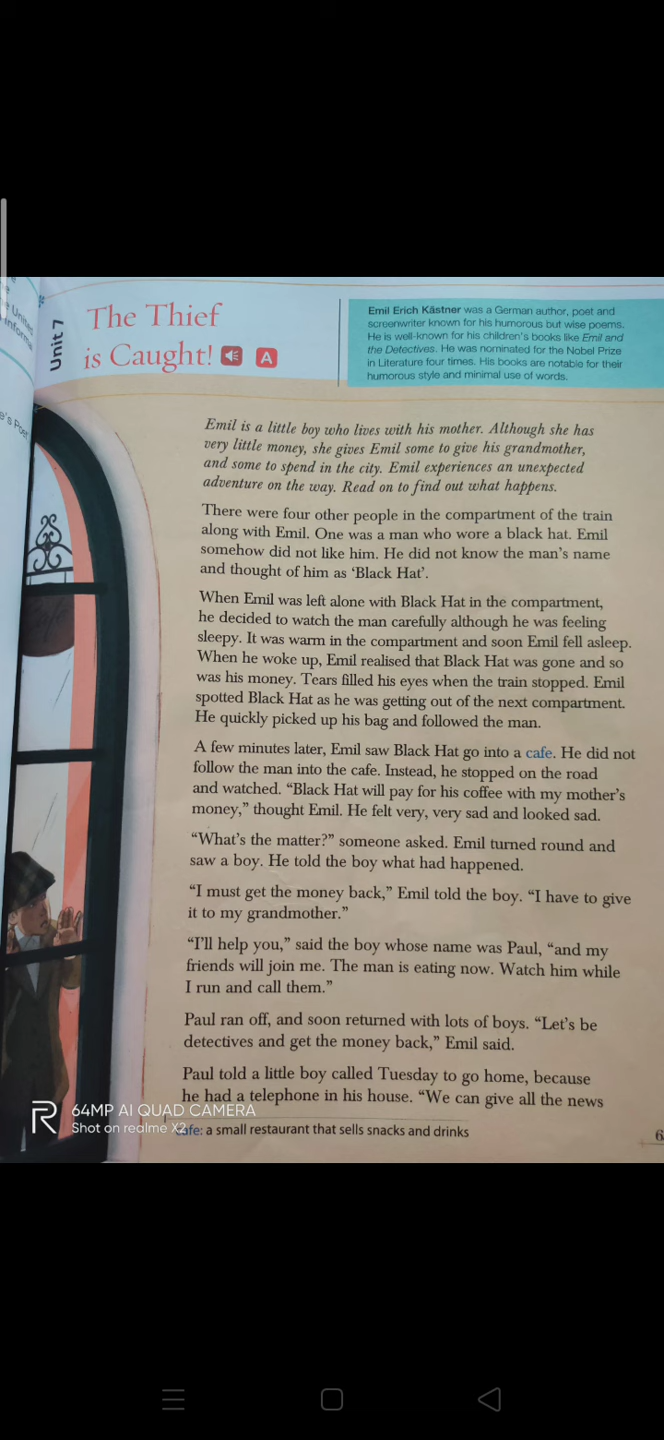 Unit 7
The Thief
is Caught!
A
Emil Erich Kästner was a German author, poet and
screenwriter known for his humorous but wise poems.
He is well-known for his children's books like Emil and
the Detectives. He was nominated for the Nobel Prize
in Literature four times. His books are notable for their
humorous style and minimal use of words.
Emil is a little boy who lives with his mother. Although she has
very little money, she gives Emil some to give his grandmother,
and some to spend in the city. Emil experiences an unexpected
adventure on the way. Read on to find out what happens.
There were four other people in the compartment of the train
along with Emil. One was a man who wore a black hat. Emil
somehow did not like him. He did not know the man's name
and thought of him as 'Black Hat'.
When Emil was left alone with Black Hat in the compartment,
he decided to watch the man carefully although he was feeling
sleepy. It was warm in the compartment and soon Emil fell asleep.
When he woke up, Emil realised that Black Hat was gone and so
was his money. Tears filled his eyes when the train stopped. Emil
spotted Black Hat as he was getting out of the next compartment.
He quickly picked up his bag and followed the man.
A few minutes later, Emil saw Black Hat go into a cafe. He did not
follow the man into the cafe. Instead, he stopped on the road
and watched. "Black Hat will pay for his coffee with my mother's
money," thought Emil. He felt very, very sad and looked sad.
"What's the matter?" someone asked. Emil turned round and
saw a boy. He told the boy what had happened.
"I must get the money back," Emil told the boy. "I have to give
it to my grandmother."
"I'll help you," said the boy whose name was Paul, "and my
friends will join me. The man is eating now. Watch him while
I run and call them."
Paul ran off, and soon returned with lots of boys. "Let's be
detectives and get the money back," Emil said.
Paul told a little boy called Tuesday to go home, because
he had a telephone in his house. "We can give all the news
cafe: a small restaurant that sells snacks and drinks
6
R
64MP AI QUAD CAMERA
Shot on realme X2